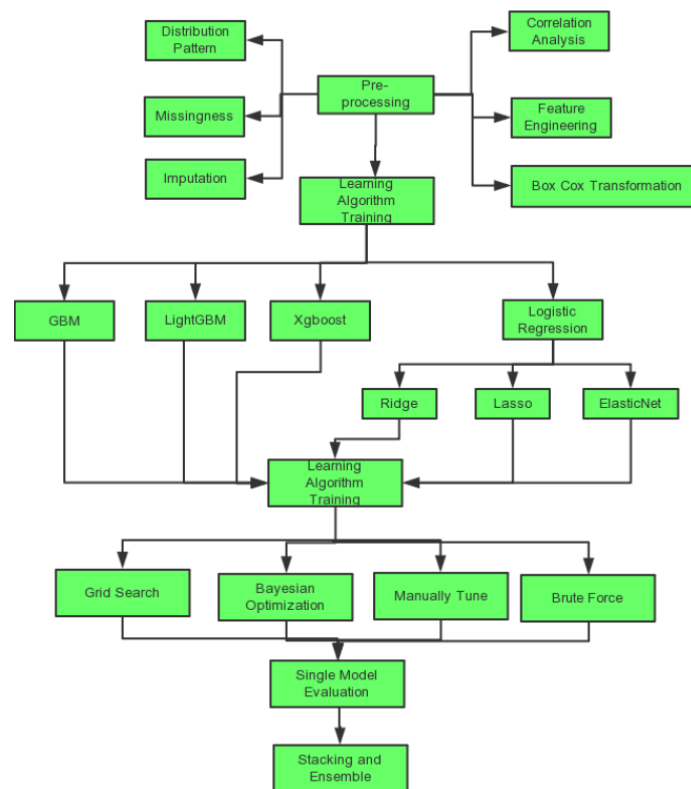 Distribution
Pattern
Correlation
Analysis
Pre-
processing
Missingness
Feature
Engineering
Imputation
Box Cox Transformation
Learning
Algorithm
Training
GBM
LightGBM
Xgboost
Logistic
Regression
Ridge
Lasso
ElasticNet
Learning
Algorithm
Training
Grid Search
Bayesian
Optimization
Manually Tune
Brute Force
Single Model
Evaluation
Stacking and
Ensemble